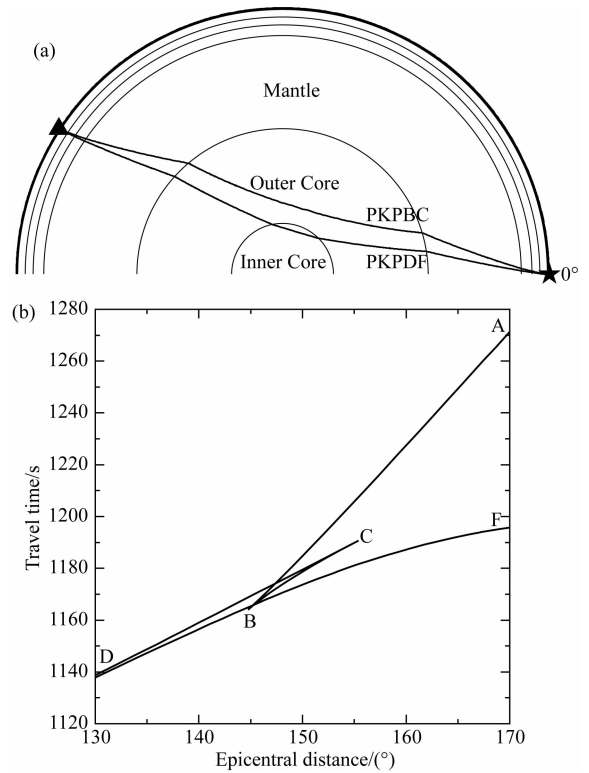 (a)
Mantle
Outer Core
PKPBC
PKPDF
Inner Core
0°
(b)
1280
1260
1240
1220
1200
1180
1160
1140
1120
Travel time/s
A
F
C
B
D
130
140
150
160
170
Epicentral distance/(°)